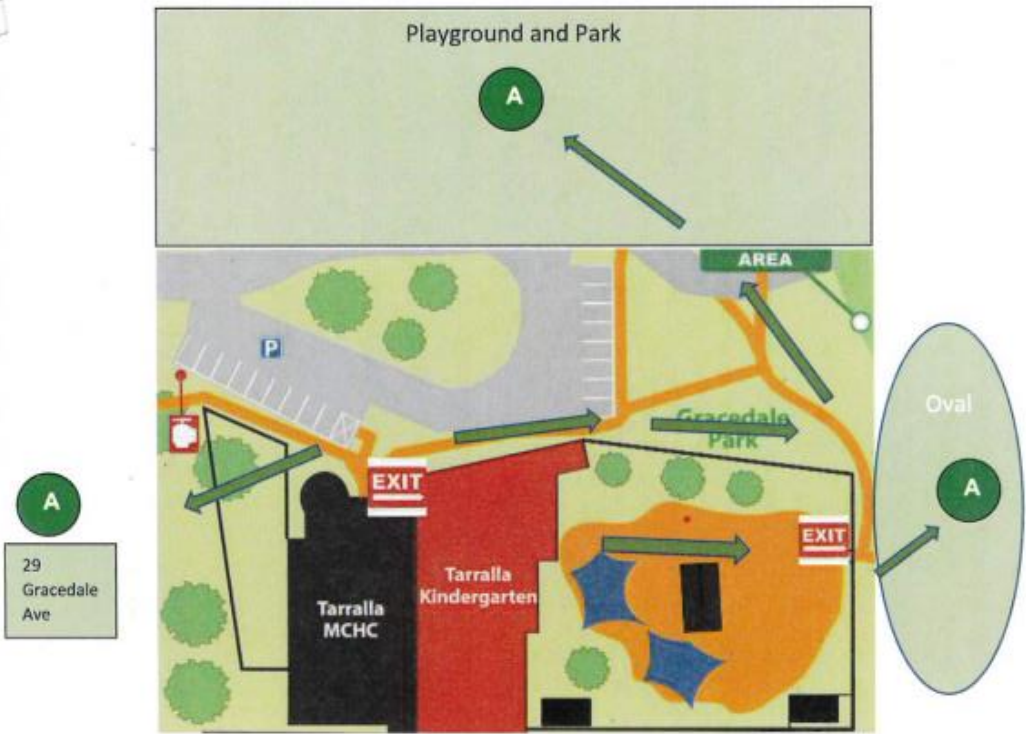 Playground and Park
A
AREA
P
Oval
Gracedale
Park
A
EXIT
EXIT
A
29
Gracedale
Ave
Tarralla
Kindergarten
Tarralla
MCHC